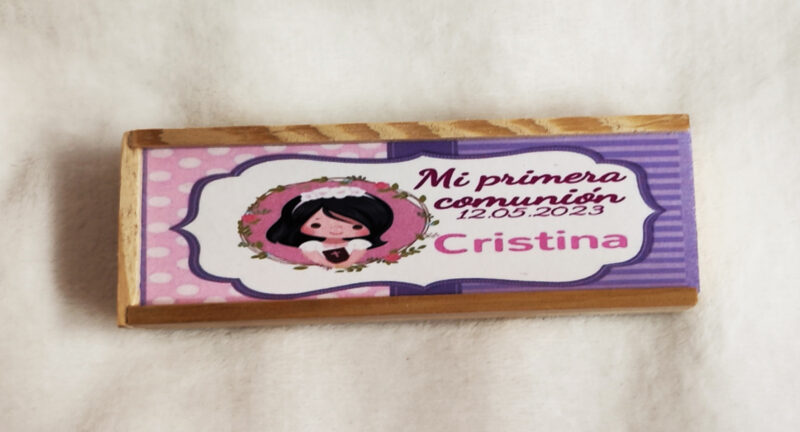 Mi primera
comunión
12.05.2023
Cristina